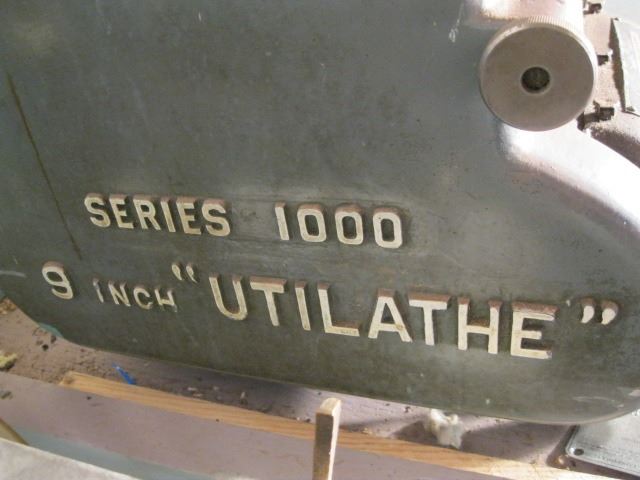 SERIES 1000
9 INCH "UTILATHE"